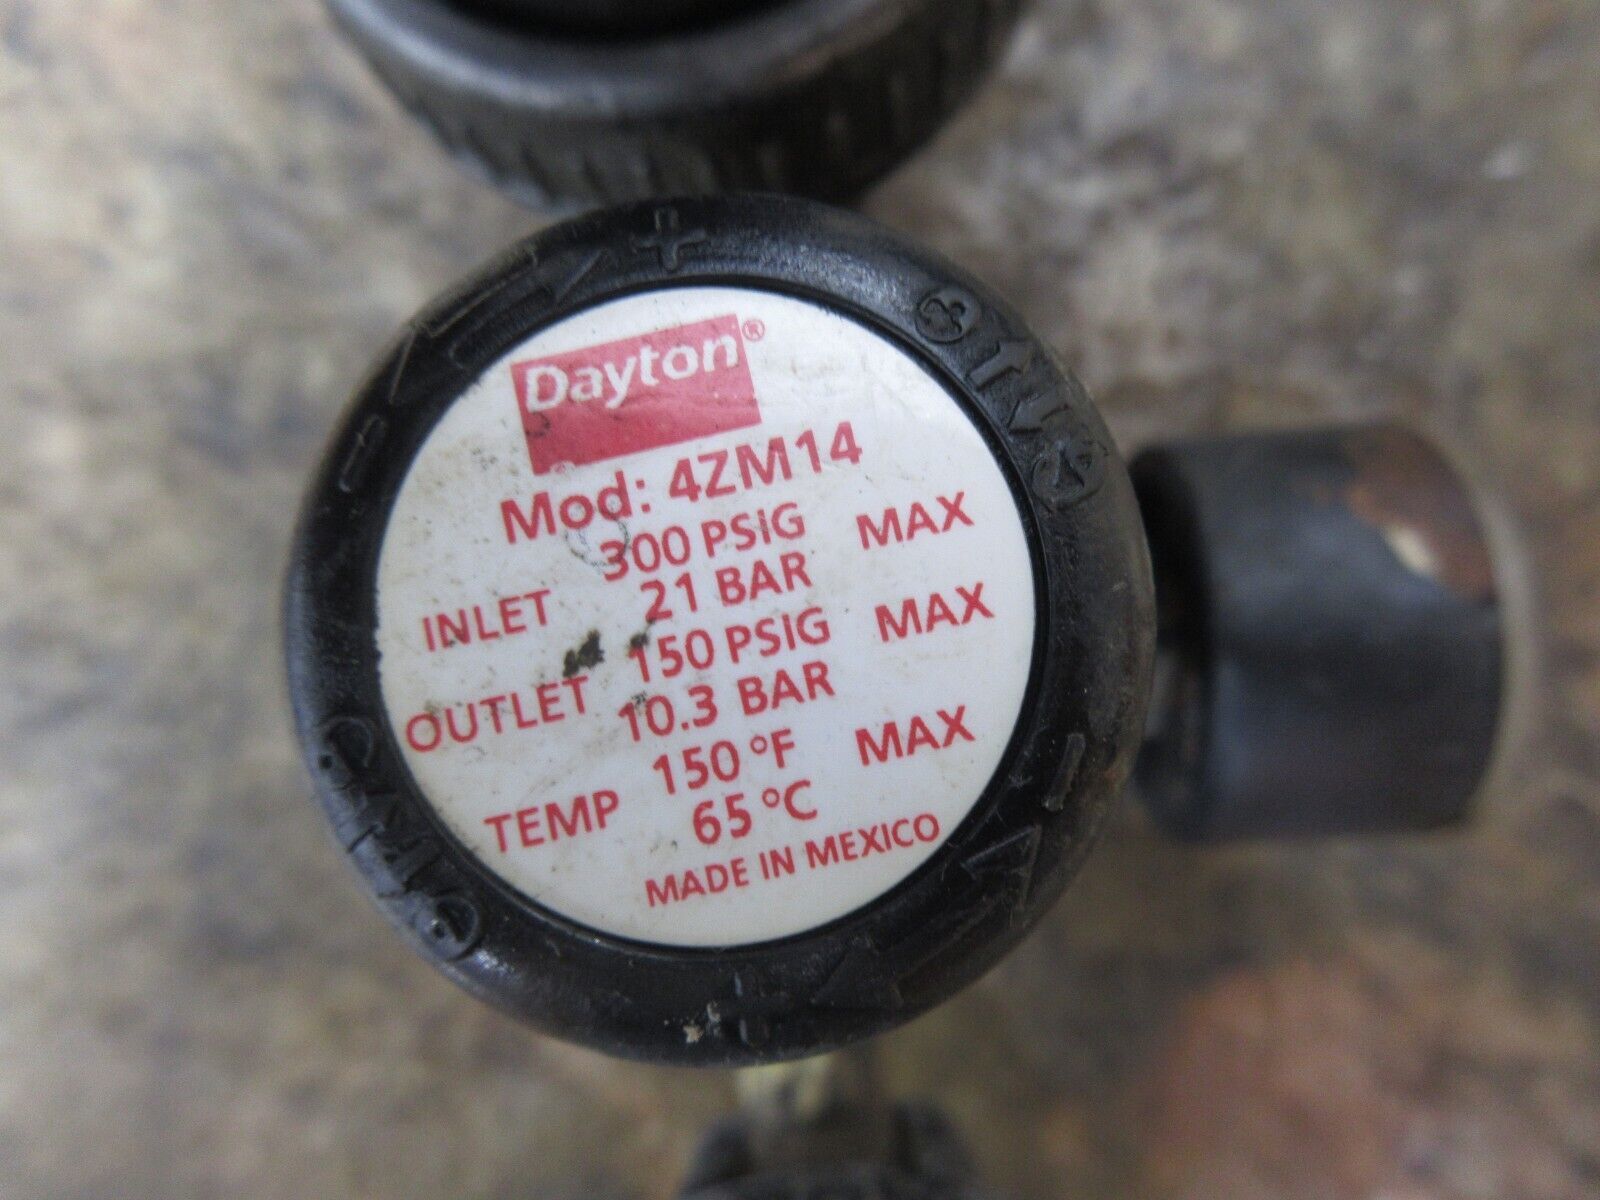 Dayton®
Mod: 4ZM14
300 PSIG MAX
INLET 21 BAR
150 PSIG MAX
OUTLET 10.3 BAR
150 °F MAX
TEMP 65 °C
MADE IN MEXICO